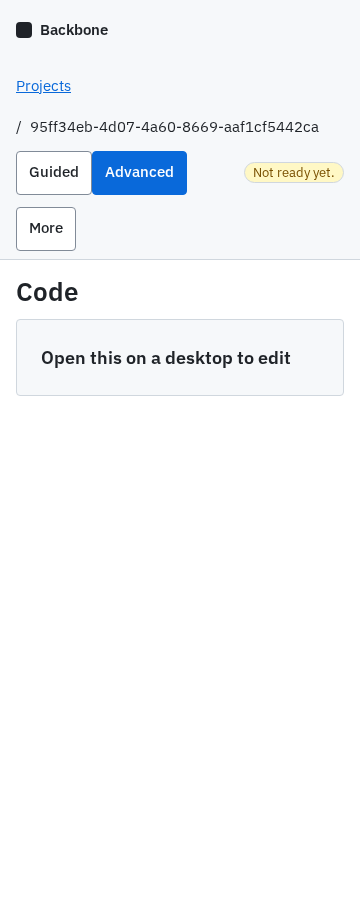 Backbone
Projects
/ 95ff34eb-4d07-4a60-8669-aaf1cf5442ca
Guided Advanced Not ready yet.
More
Code
Open this on a desktop to edit